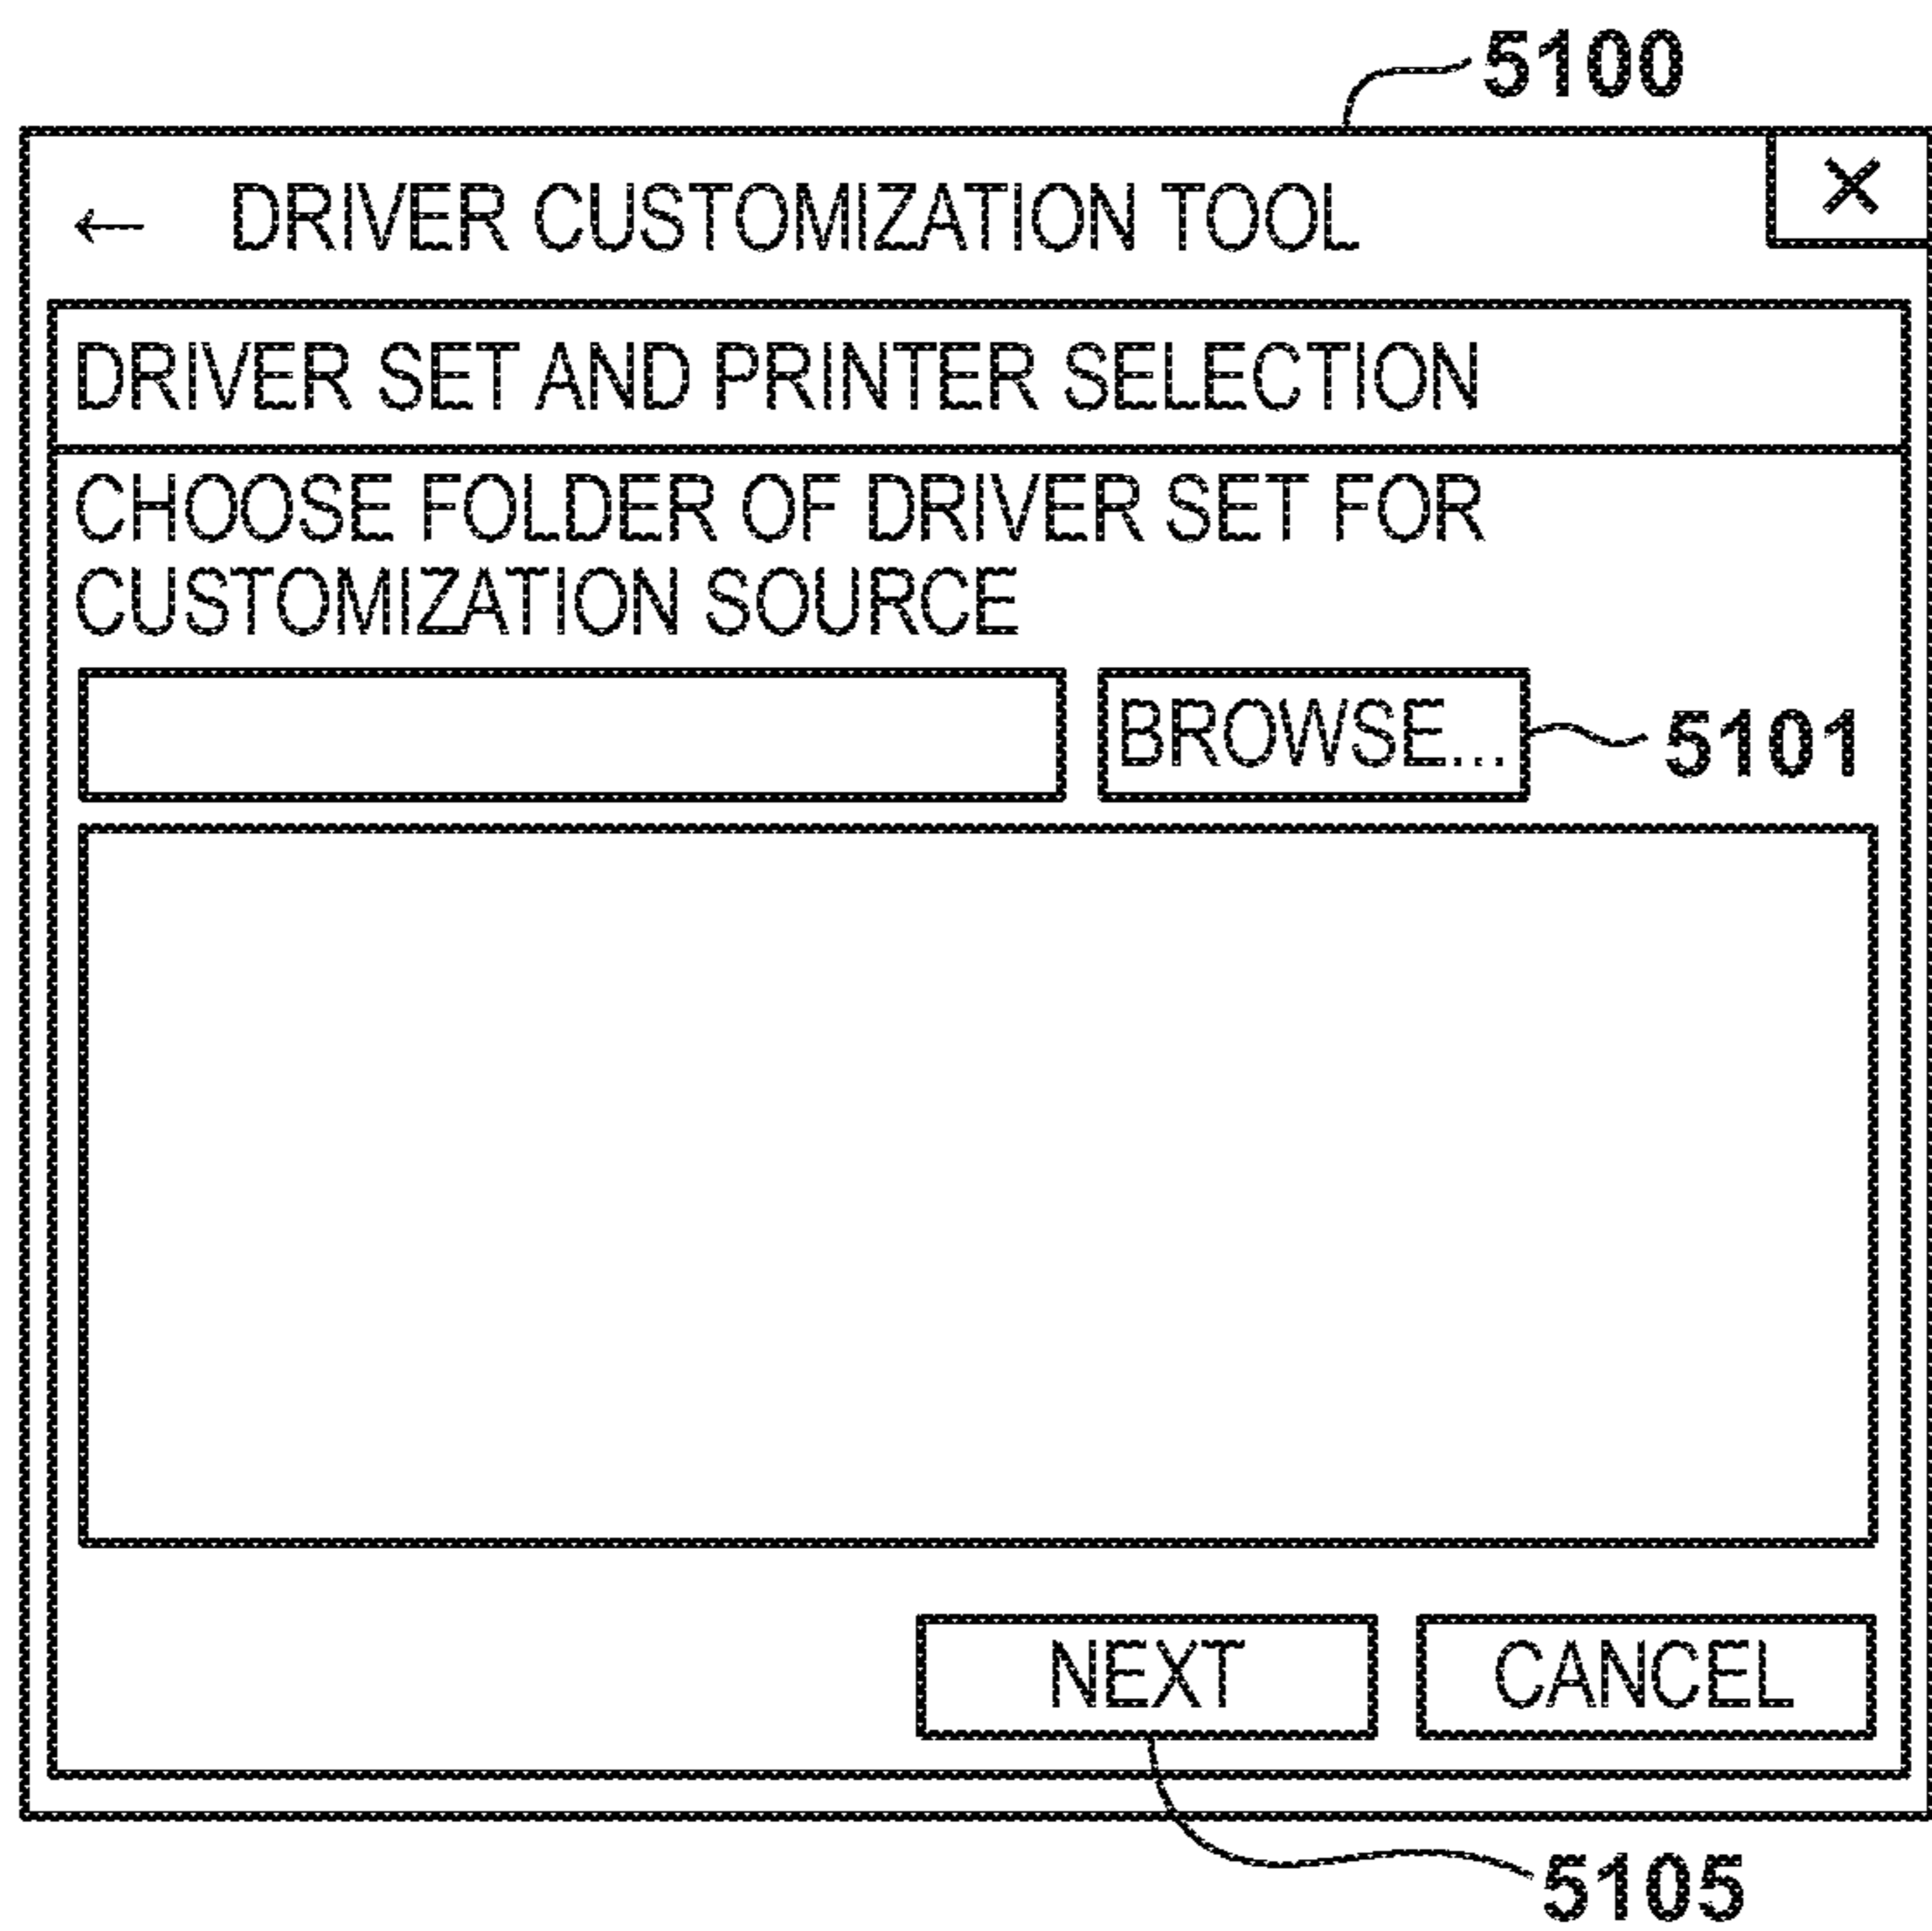 5100
← DRIVER CUSTOMIZATION TOOL ×
DRIVER SET AND PRINTER SELECTION
CHOOSE FOLDER OF DRIVER SET FOR
CUSTOMIZATION SOURCE
BROWSE... 5101
NEXT CANCEL
5105